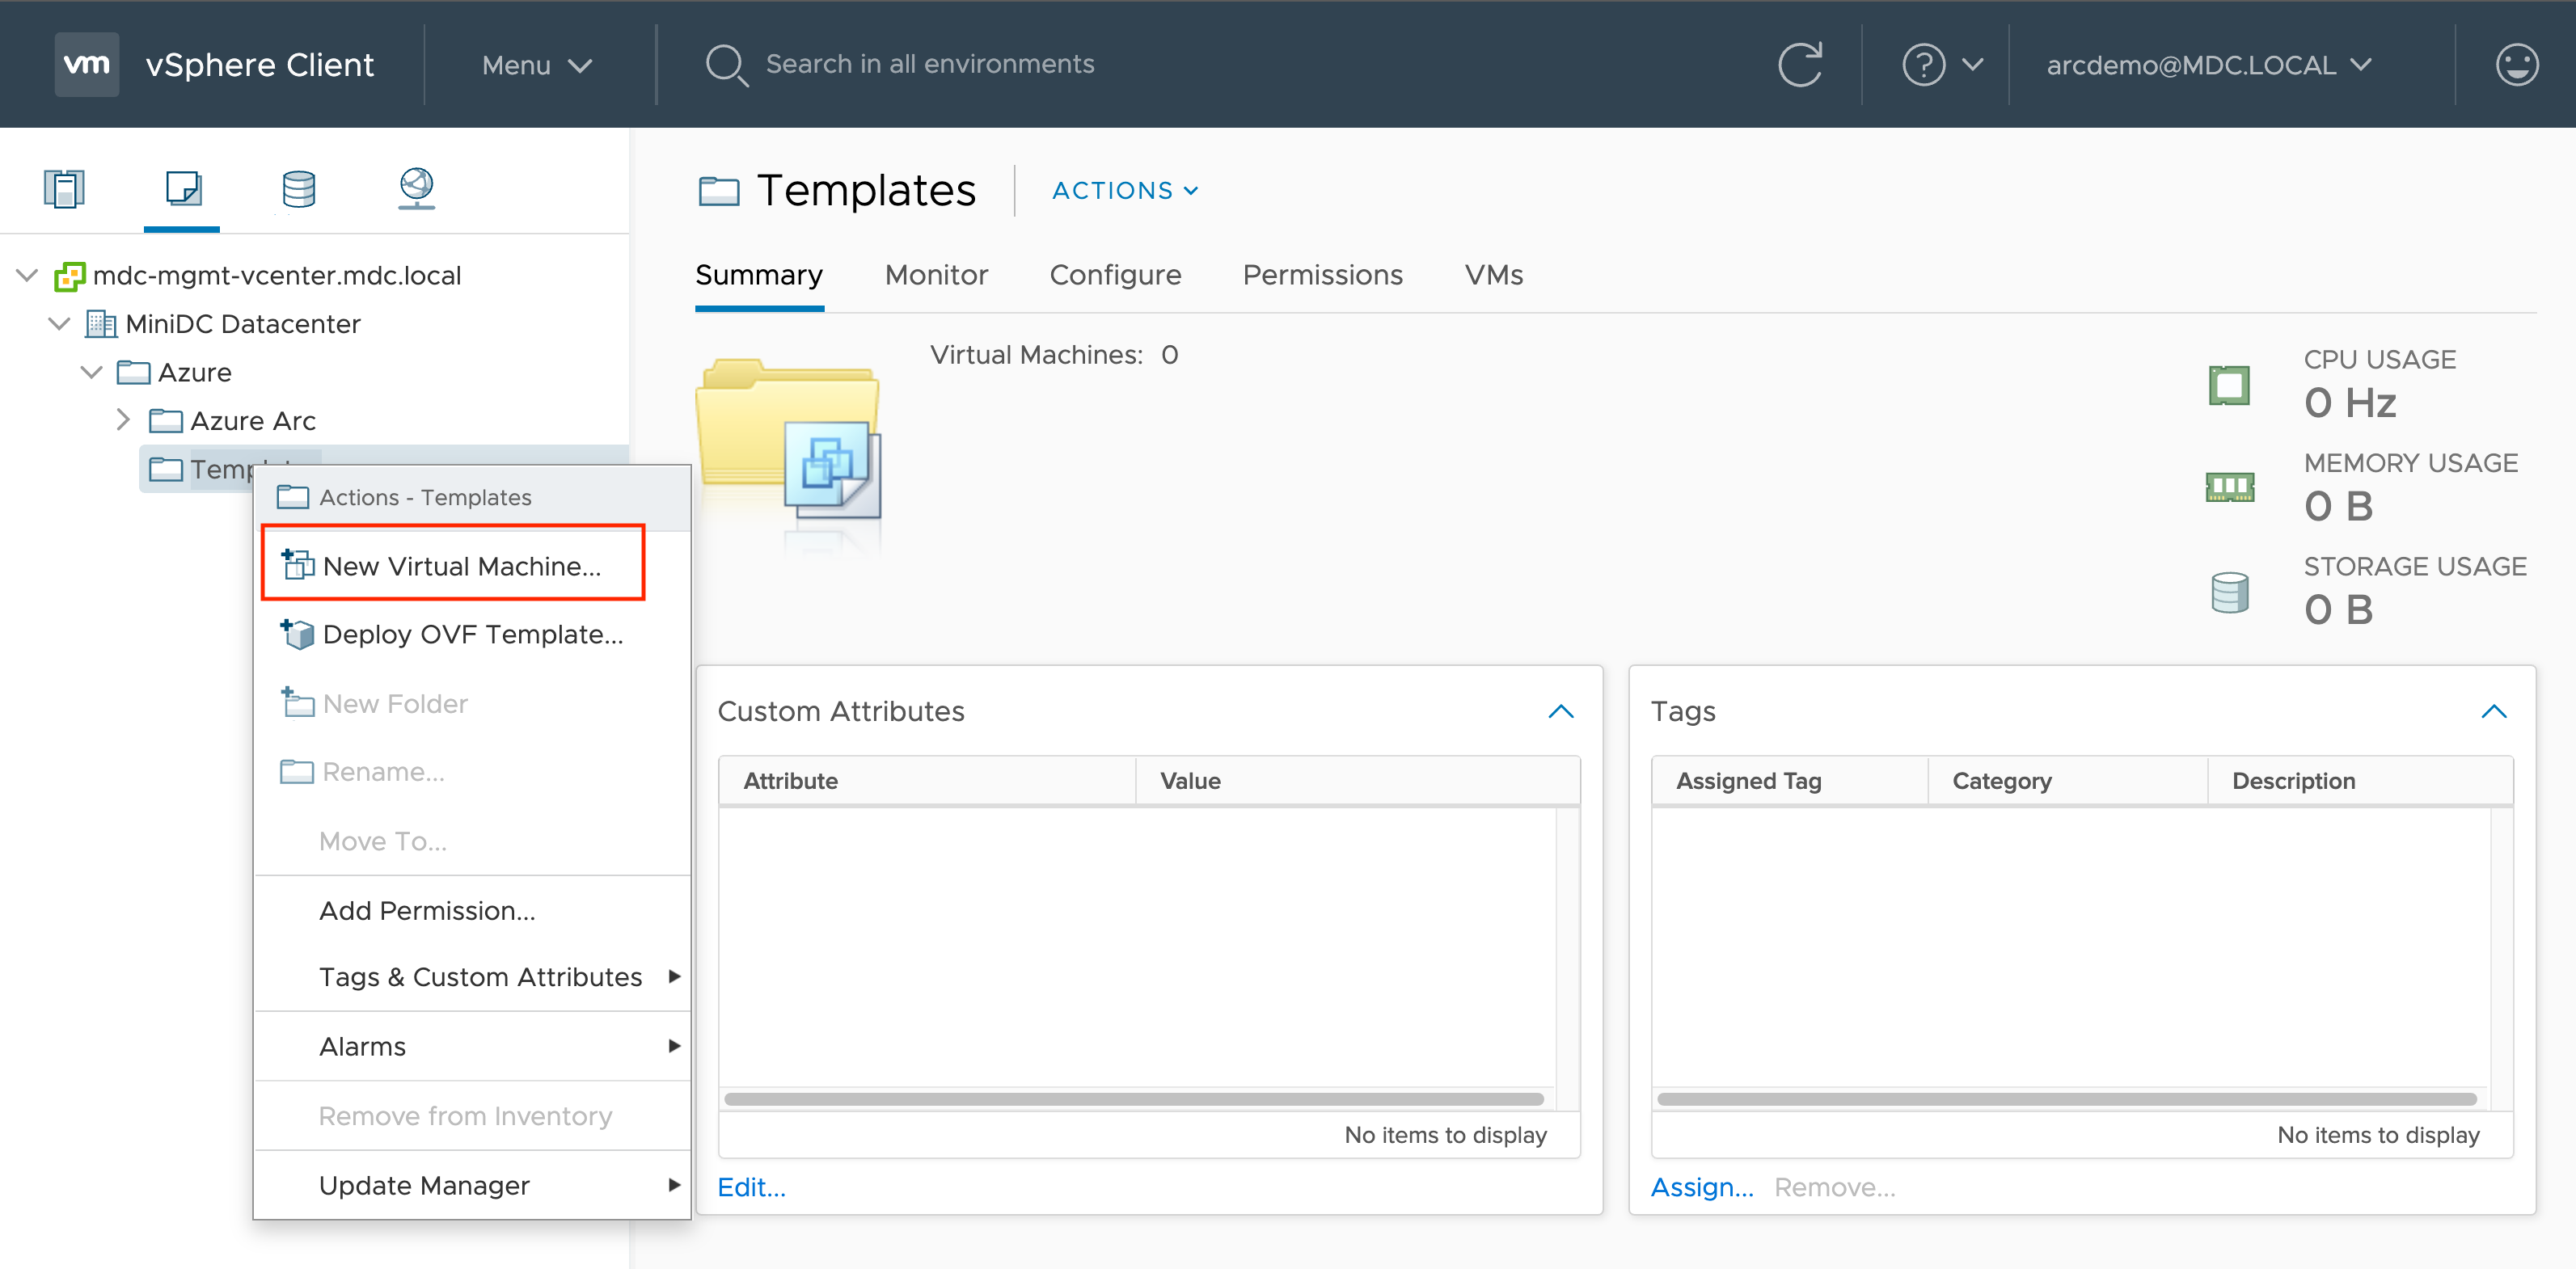 vm vSphere Client Menu Search in all environments ? arcdemo@MDC.LOCAL
mdc-mgmt-vcenter.mdc.local
MiniDC Datacenter
Azure
Azure Arc
Actions - Templates
New Virtual Machine...
Deploy OVF Template...
New Folder
Rename...
Move To...
Add Permission...
Tags & Custom Attributes
Alarms
Remove from Inventory
Update Manager
Templates ACTIONS
Summary Monitor Configure Permissions VMs
Virtual Machines: 0
CPU USAGE
0 Hz
MEMORY USAGE
0 B
STORAGE USAGE
0 B
Custom Attributes
Attribute Value
No items to display
Edit...
Tags
Assigned Tag Category Description
No items to display
Assign... Remove...